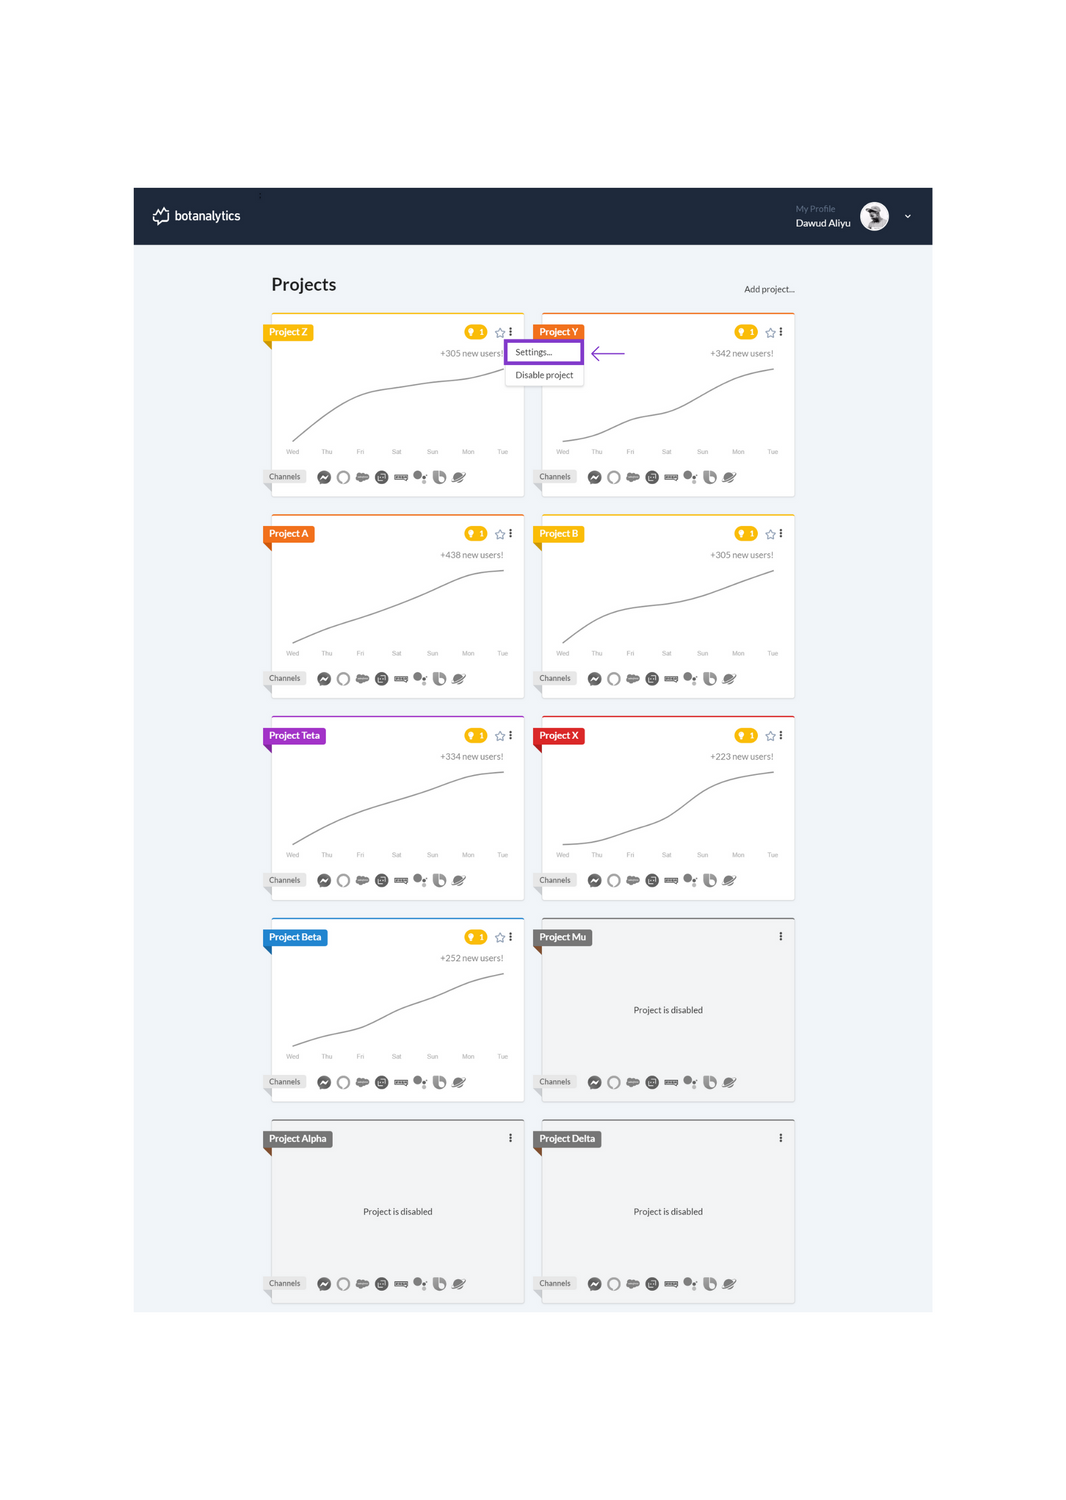 botanalytics
My Profile
Dawud Aliyu
Projects
Add project...
Project Z
1
+305 new users!
Settings...
Disable project
Wed Thu Fri Sat Sun Mon Tue
Channels
Project Y
1
+342 new users!
Wed Thu Fri Sat Sun Mon Tue
Channels
Project A
1
+438 new users!
Wed Thu Fri Sat Sun Mon Tue
Channels
Project B
1
+305 new users!
Wed Thu Fri Sat Sun Mon Tue
Channels
Project Teta
1
+334 new users!
Wed Thu Fri Sat Sun Mon Tue
Channels
Project X
1
+223 new users!
Wed Thu Fri Sat Sun Mon Tue
Channels
Project Beta
1
+252 new users!
Wed Thu Fri Sat Sun Mon Tue
Channels
Project Mu
Project is disabled
Channels
Project Alpha
Project is disabled
Channels
Project Delta
Project is disabled
Channels